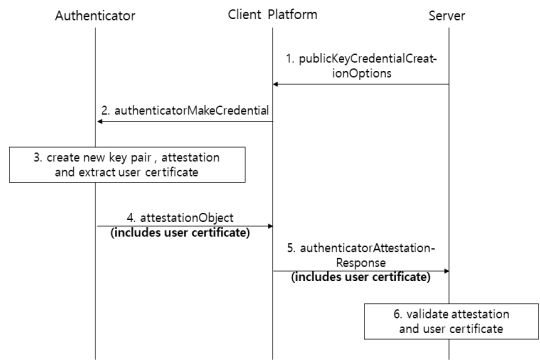 Authenticator
Client Platform
Server
1. publicKeyCredentialCreat-
ionOptions
2. authenticatorMakeCredential
3. create new key pair , attestation
and extract user certificate
4. attestationObject
(includes user certificate)
5. authenticatorAttestation-
Response
(includes user certificate)
6. validate attestation
and user certificate